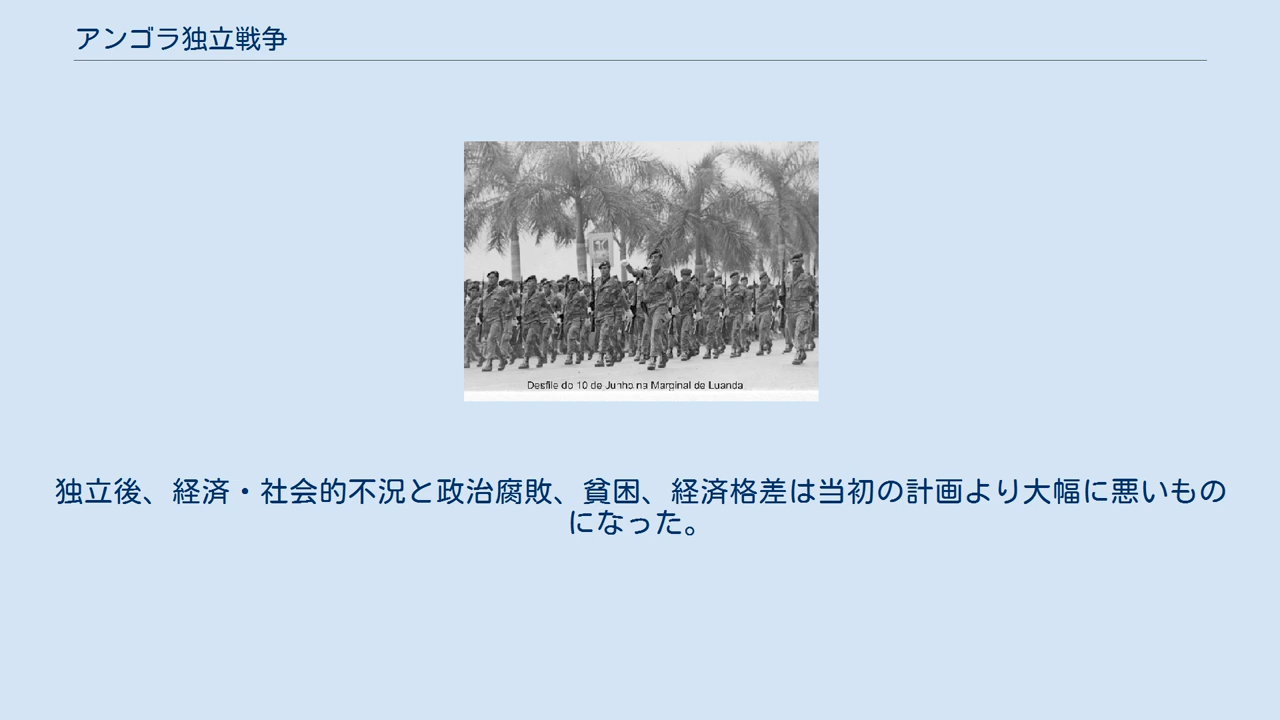 アンゴラ独立戦争
Desfile do 10 de Junho na Marginal de Luanda
独立後、経済・社会的不況と政治腐敗、貧困、経済格差は当初の計画より大幅に悪いもの
になった。